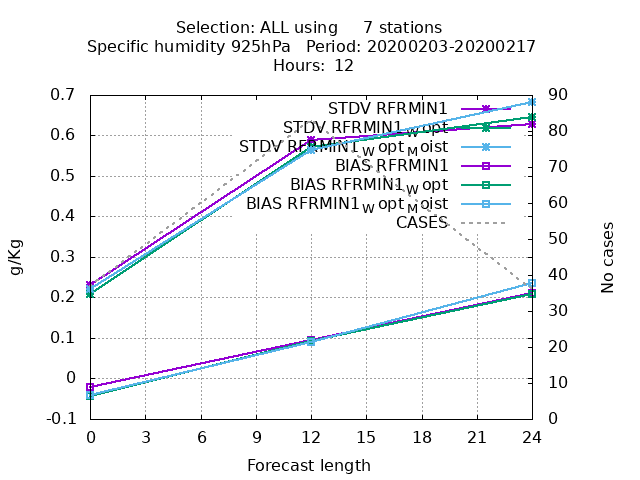 Selection: ALL using 7 stations
Specific humidity 925hPa Period: 20200203-20200217
Hours: 12
0.7
0.6
0.5
0.4
0.3
0.2
0.1
0
-0.1
g/Kg
STDV RFRMIN1
STDV RFRMIN1_W opt
STDV RFRMIN1_W opt_M oist
BIAS RFRMIN1
BIAS RFRMIN1_W opt
BIAS RFRMIN1_W opt_M oist
CASES
90
80
70
60
50
40
30
20
10
0
No cases
0 3 6 9 12 15 18 21 24
Forecast length